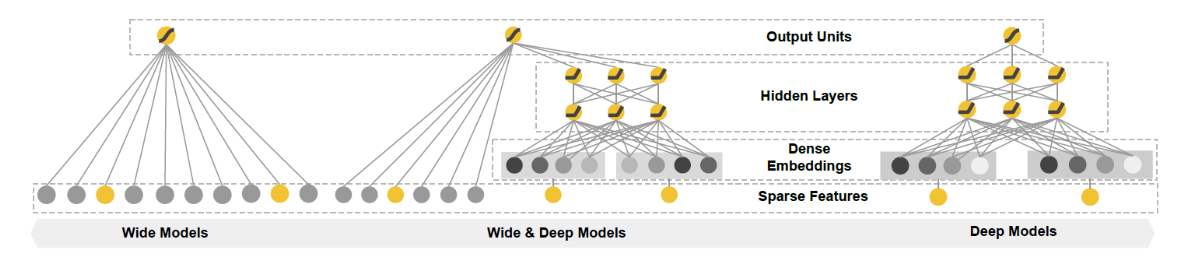 Output Units
Hidden Layers
Dense
Embeddings
Sparse Features
Wide Models
Wide & Deep Models
Deep Models